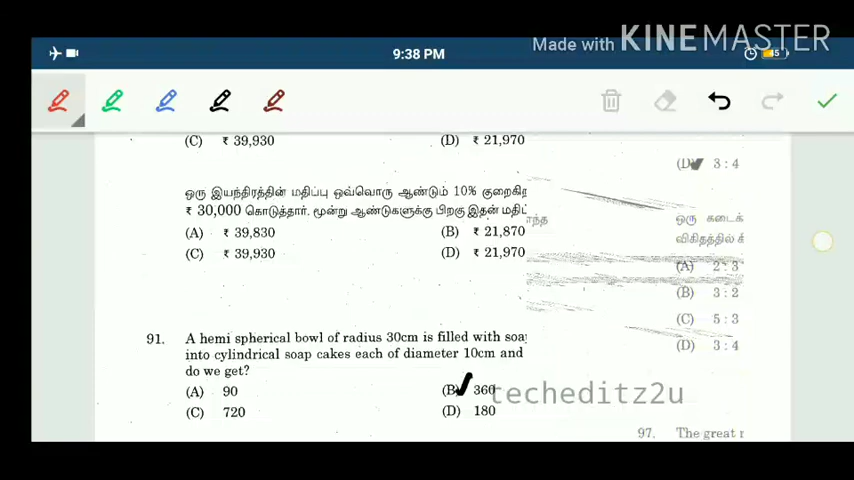 Made with KINEMASTER
9:38 PM
45
(C) ₹ 39,930 (D) ₹ 21,970
ஒரு இயந்திரத்தின் மதிப்பு ஒவ்வொரு ஆண்டும் 10%
₹ 30,000 கொடுத்தார். மூன்று ஆண்டுகளுக்கு பிறகு இதன்
(A) ₹ 39,830 (B) ₹ 21,870
(C) ₹ 39,930 (D) ₹ 21,970
91. A hemi spherical bowl of radius 30cm is filled with
into cylindrical soap cakes each of diameter 10cm and
do we get?
(A) 90 (B) 360
(C) 720 (D) 180
(D) 3 : 4
ஒரு
விகிதத்தில்
(A) 2 : 3
(B) 3 : 2
(C) 5 : 3
(D) 3 : 4
techeditz2u
97. The great